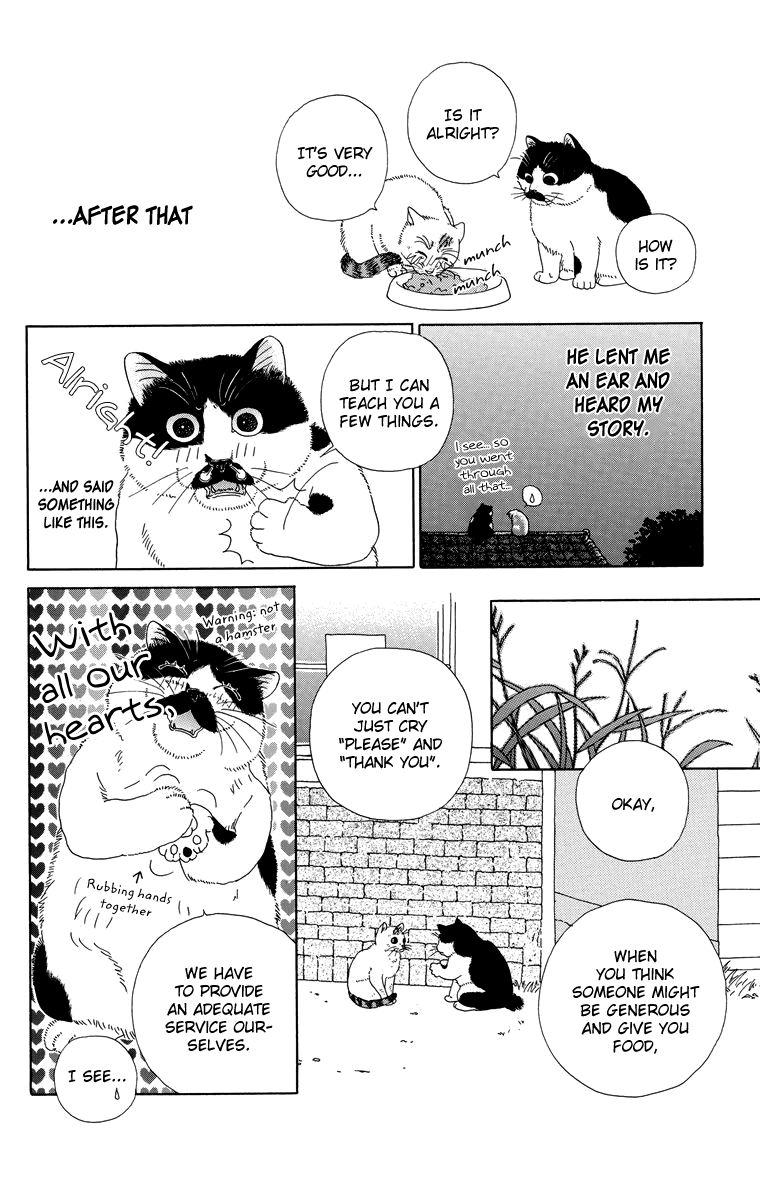 IS IT
ALRIGHT?
IT'S VERY
GOOD...
...AFTER THAT
munch
munch
HOW
IS IT?
HE LENT ME
AN EAR AND
HEARD MY
STORY.
I see... so
you went
through
all that...
Alright!
BUT I CAN
TEACH YOU A
FEW THINGS.
...AND SAID
SOMETHING
LIKE THIS.
OKAY,
WHEN
YOU THINK
SOMEONE MIGHT
BE GENEROUS
AND GIVE YOU
FOOD,
YOU CAN'T
JUST CRY
"PLEASE" AND
"THANK YOU".
With
all our
hearts,
Warning: not
a hamster
Rubbing hands
together
WE HAVE
TO PROVIDE
AN ADEQUATE
SERVICE OUR-
SELVES.
I SEE...